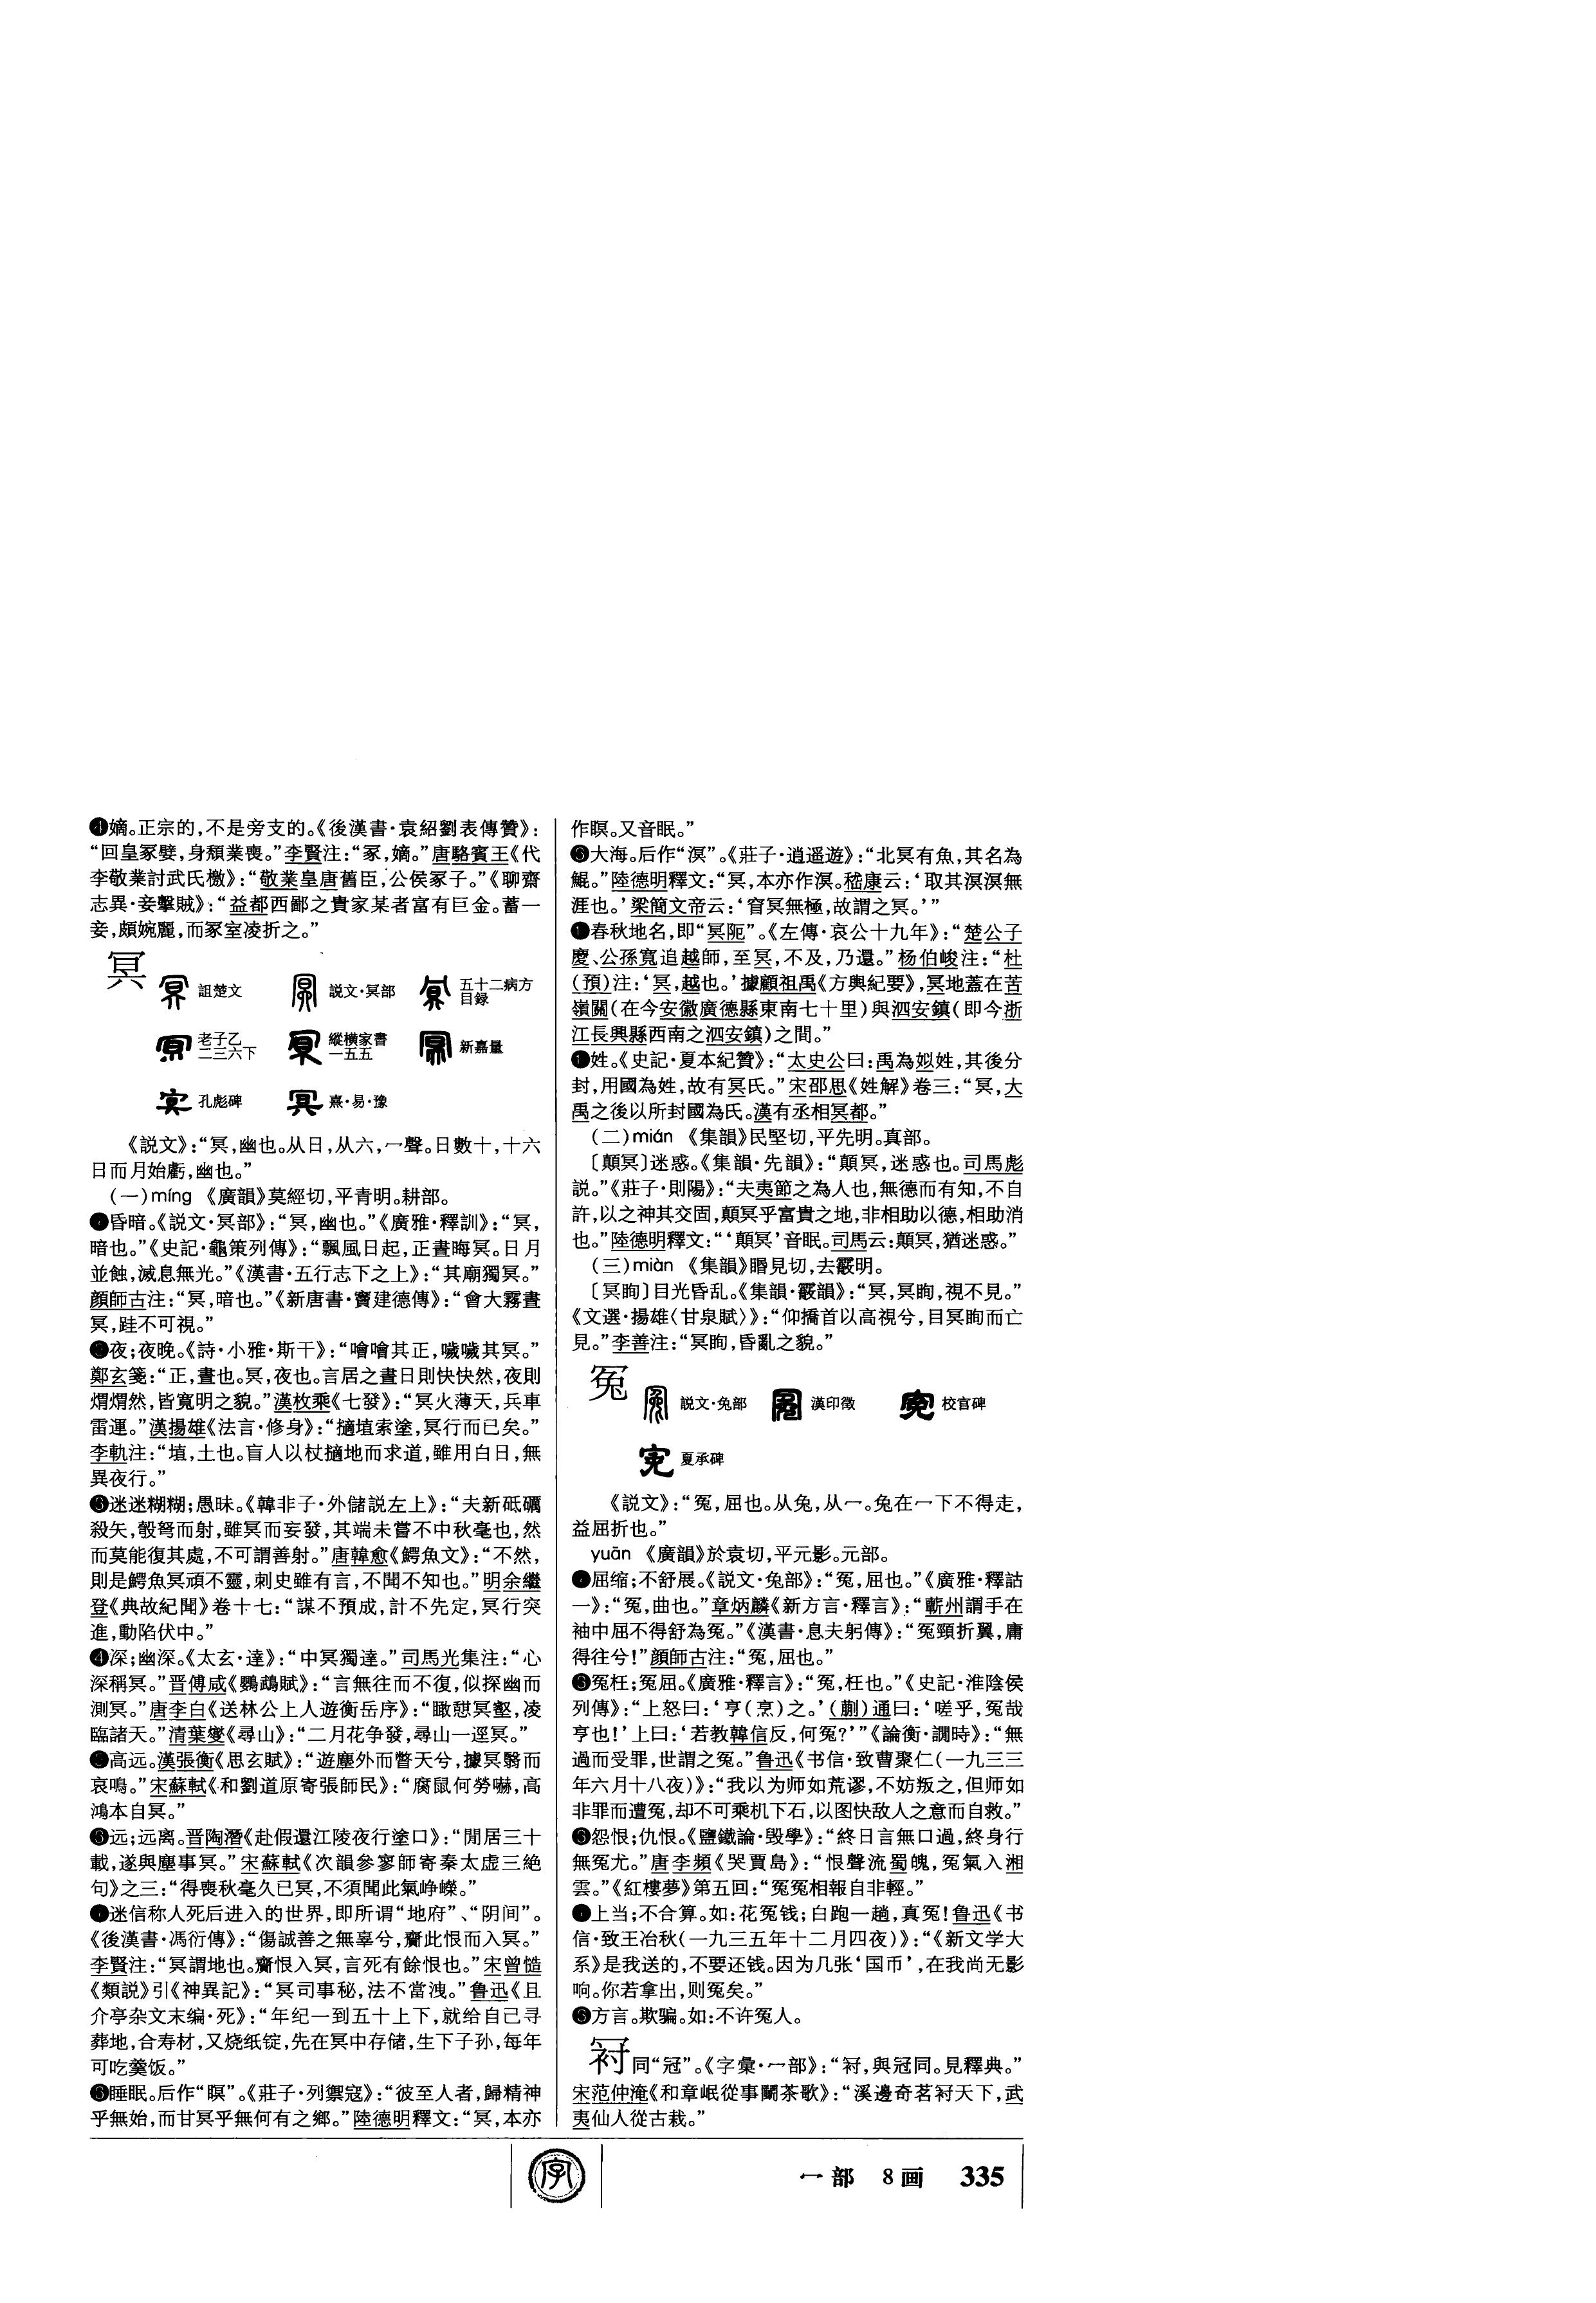 ❹嫡。正宗的,不是旁支的。《後漢書·袁紹劉表傳贊》:
“回皇冢嬖,身頹業喪。”李賢注:“冢,嫡。”唐駱賓王《代
李敬業討武氏檄》:“敬業皇唐舊臣,公侯冢子。”《聊齋
志異·妾擊賊》:“益都西鄙之貴家某者富有巨金。蓄一
妾,頗婉麗,而冢室凌折之。”
冥
詛楚文 説文·冥部 五十二病方目録
老子乙二三六下 縱横家書一五五 新嘉量
孔彪碑 熹·易·豫
《説文》:“冥,幽也。从日,从六,冖聲。日數十,十六
日而月始虧,幽也。”
(一)míng 《廣韻》莫經切,平青明。耕部。
昏暗。《説文·冥部》:“冥,幽也。”《廣雅·釋訓》:“冥,
暗也。”《史記·龜策列傳》:“飄風日起,正晝晦冥。日月
並蝕,滅息無光。”《漢書·五行志下之上》:“其廟獨冥。”
顔師古注:“冥,暗也。”《新唐書·竇建德傳》:“會大霧晝
冥,跬不可視。”
夜;夜晚。《詩·小雅·斯干》:“噲噲其正,噦噦其冥。”
鄭玄箋:“正,晝也。冥,夜也。言居之晝日則快快然,夜則
煟煟然,皆寬明之貌。”漢枚乘《七發》:“冥火薄天,兵車
雷運。”漢揚雄《法言·修身》:“擿埴索塗,冥行而已矣。”
李軌注:“埴,土也。盲人以杖擿地而求道,雖用白日,無
異夜行。”
❸迷迷糊糊;愚昧。《韓非子·外儲説左上》:“夫新砥礪
殺矢,彀弩而射,雖冥而妄發,其端未嘗不中秋毫也,然
而莫能復其處,不可謂善射。”唐韓愈《鰐魚文》:“不然,
則是鰐魚冥頑不靈,刺史雖有言,不聞不知也。”明余繼
登《典故紀聞》卷十七:“謀不預成,計不先定,冥行突
進,動陷伏中。”
❹深;幽深。《太玄·達》:“中冥獨達。”司馬光集注:“心
深稱冥。”晋傅咸《鸚鵡賦》:“言無往而不復,似探幽而
測冥。”唐李白《送林公上人遊衡岳序》:“瞰憩冥壑,凌
臨諸天。”清葉燮《尋山》:“二月花争發,尋山一逕冥。”
高远。漢張衡《思玄賦》:“遊塵外而瞥天兮,據冥翳而
哀鳴。”宋蘇軾《和劉道原寄張師民》:“腐鼠何勞嚇,高
鴻本自冥。”
远;远离。晋陶潛《赴假還江陵夜行塗口》:“閒居三十
載,遂與塵事冥。”宋蘇軾《次韻參寥師寄秦太虚三絶
句》之三:“得喪秋毫久已冥,不須聞此氣峥嶸。”
迷信称人死后进入的世界,即所谓“地府”、“阴间”。
《後漢書·馮衍傳》:“傷誠善之無辜兮,齎此恨而入冥。”
李賢注:“冥謂地也。齎恨入冥,言死有餘恨也。”宋曾慥
《類説》引《神異記》:“冥司事秘,法不當洩。”鲁迅《且
介亭杂文末编·死》:“年纪一到五十上下,就给自己寻
葬地,合寿材,又烧纸锭,先在冥中存储,生下子孙,每年
可吃羹饭。”
睡眠。后作“瞑”。《莊子·列禦寇》:“彼至人者,歸精神
乎無始,而甘冥乎無何有之鄉。”陸德明釋文:“冥,本亦
作瞑。又音眠。”
大海。后作“溟”。《莊子·逍遥遊》:“北冥有魚,其名為
鯤。”陸德明釋文:“冥,本亦作溟。嵇康云:‘取其溟溟無
涯也。’梁簡文帝云:‘窅冥無極,故謂之冥。’”
春秋地名,即“冥阨”。《左傳·哀公十九年》:“楚公子
慶、公孫寬追越師,至冥,不及,乃還。”杨伯峻注:“杜
(預)注:‘冥,越也。’據顧祖禹《方輿紀要》,冥地蓋在苦
嶺關(在今安徽廣德縣東南七十里)與泗安鎮(即今浙
江長興縣西南之泗安鎮)之間。”
姓。《史記·夏本紀贊》:“太史公曰:禹為姒姓,其後分
封,用國為姓,故有冥氏。”宋邵思《姓解》卷三:“冥,大
禹之後以所封國為氏。漢有丞相冥都。”
(二)mián 《集韻》民堅切,平先明。真部。
〔顛冥〕迷惑。《集韻·先韻》:“顛冥,迷惑也。司馬彪
説。”《莊子·則陽》:“夫夷節之為人也,無德而有知,不自
許,以之神其交固,顛冥乎富貴之地,非相助以德,相助消
也。”陸德明釋文:“‘顛冥’音眠。司馬云:顛冥,猶迷惑。”
(三)miàn 《集韻》眳見切,去霰明。
〔冥眴〕目光昏乱。《集韻·霰韻》:“冥,冥眴,視不見。”
《文選·揚雄〈甘泉賦〉》:“仰撟首以高視兮,目冥眴而亡
見。”李善注:“冥眴,昏亂之貌。”
冤
説文·兔部 漢印徵 校官碑
夏承碑
《説文》:“冤,屈也。从兔,从冖。兔在冖下不得走,
益屈折也。”
yuān 《廣韻》於袁切,平元影。元部。
屈缩;不舒展。《説文·兔部》:“冤,屈也。”《廣雅·釋詁
一》:“冤,曲也。”章炳麟《新方言·釋言》:“蘄州謂手在
袖中屈不得舒為冤。”《漢書·息夫躬傳》:“冤頸折翼,庸
得往兮!”顔師古注:“冤,屈也。”
冤枉;冤屈。《廣雅·釋言》:“冤,枉也。”《史記·淮陰侯
列傳》:“上怒曰:‘亨(烹)之。’(蒯)通曰:‘嗟乎,冤哉
亨也!’上曰:‘若教韓信反,何冤?’”《論衡·調時》:“無
過而受罪,世謂之冤。”鲁迅《书信·致曹聚仁(一九三三
年六月十八夜)》:“我以为师如荒谬,不妨叛之,但师如
非罪而遭冤,却不可乘机下石,以图快敌人之意而自救。”
❸怨恨;仇恨。《鹽鐵論·毁學》:“終日言無口過,終身行
無冤尤。”唐李頻《哭賈島》:“恨聲流蜀魄,冤氣入湘
雲。”《紅樓夢》第五回:“冤冤相報自非輕。”
上当;不合算。如:花冤钱;白跑一趟,真冤!鲁迅《书
信·致王冶秋(一九三五年十二月四夜)》:“《新文学大
系》是我送的,不要还钱。因为几张‘国币’,在我尚无影
响。你若拿出,则冤矣。”
方言。欺骗。如:不许冤人。
冠同“冠”。《字彙·冖部》:“,與冠同。見釋典。”
宋范仲淹《和章岷從事鬭茶歌》:“溪邊奇茗天下,武
夷仙人從古栽。”
字
冖部 8画 335